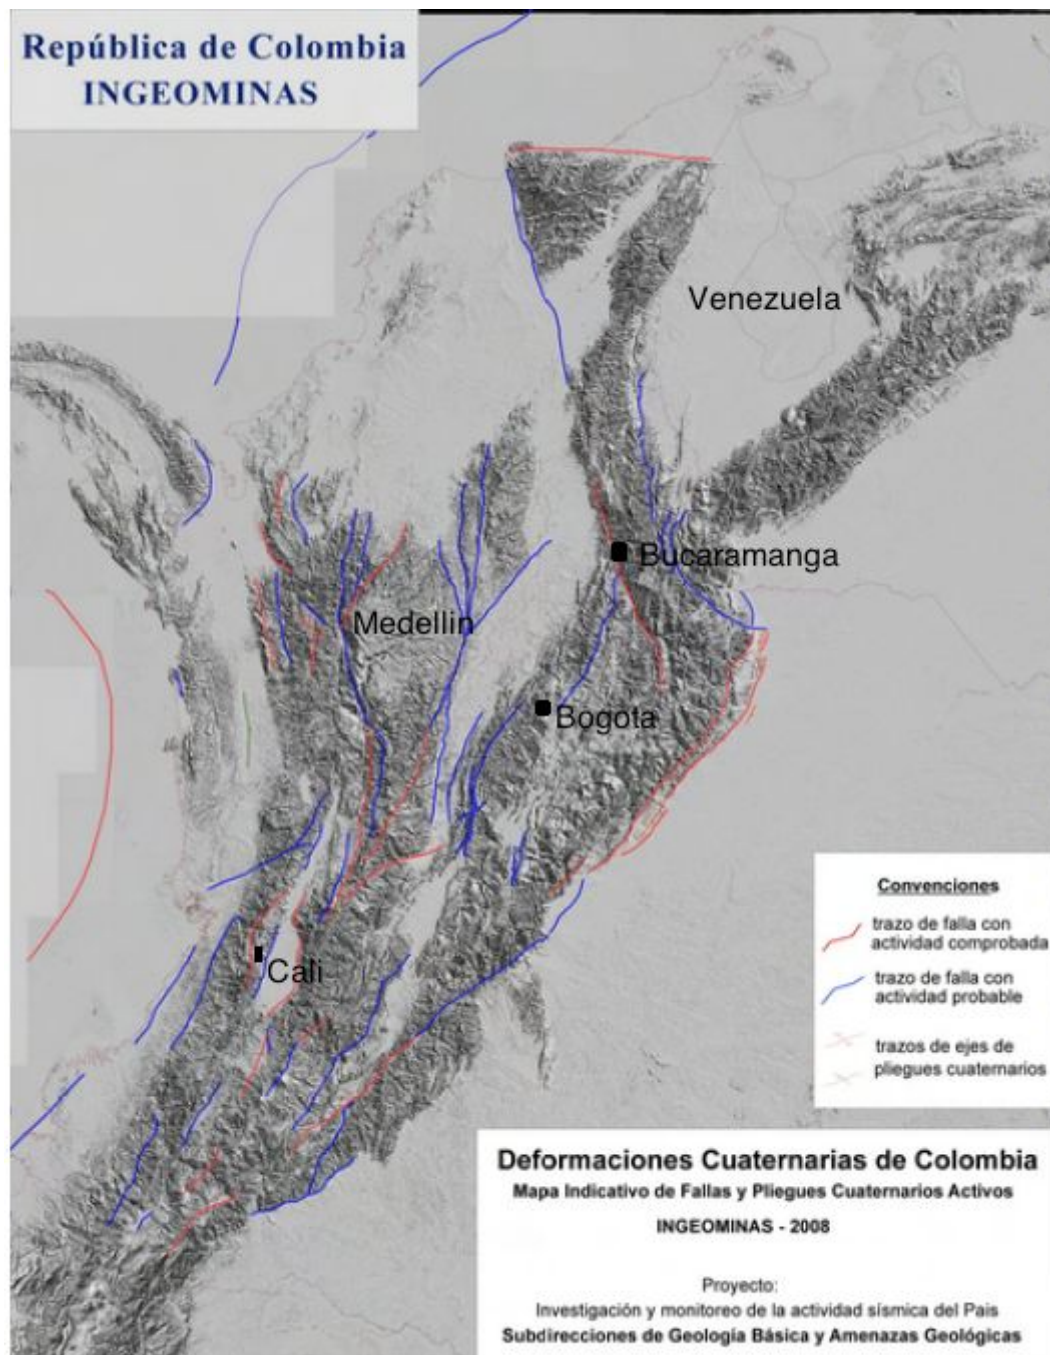 República de Colombia
INGEOMINAS
Venezuela
Bucaramanga
Medellin
Bogota
Cali
Convenciones
trazo de falla con
actividad comprobada
trazo de falla con
actividad probable
trazos de ejes de
pliegues cuaternarios
Deformaciones Cuaternarias de Colombia
Mapa Indicativo de Fallas y Pliegues Cuaternarios Activos
INGEOMINAS - 2008
Proyecto:
Investigación y monitoreo de la actividad sísmica del Pais
Subdirecciones de Geología Básica y Amenazas Geológicas